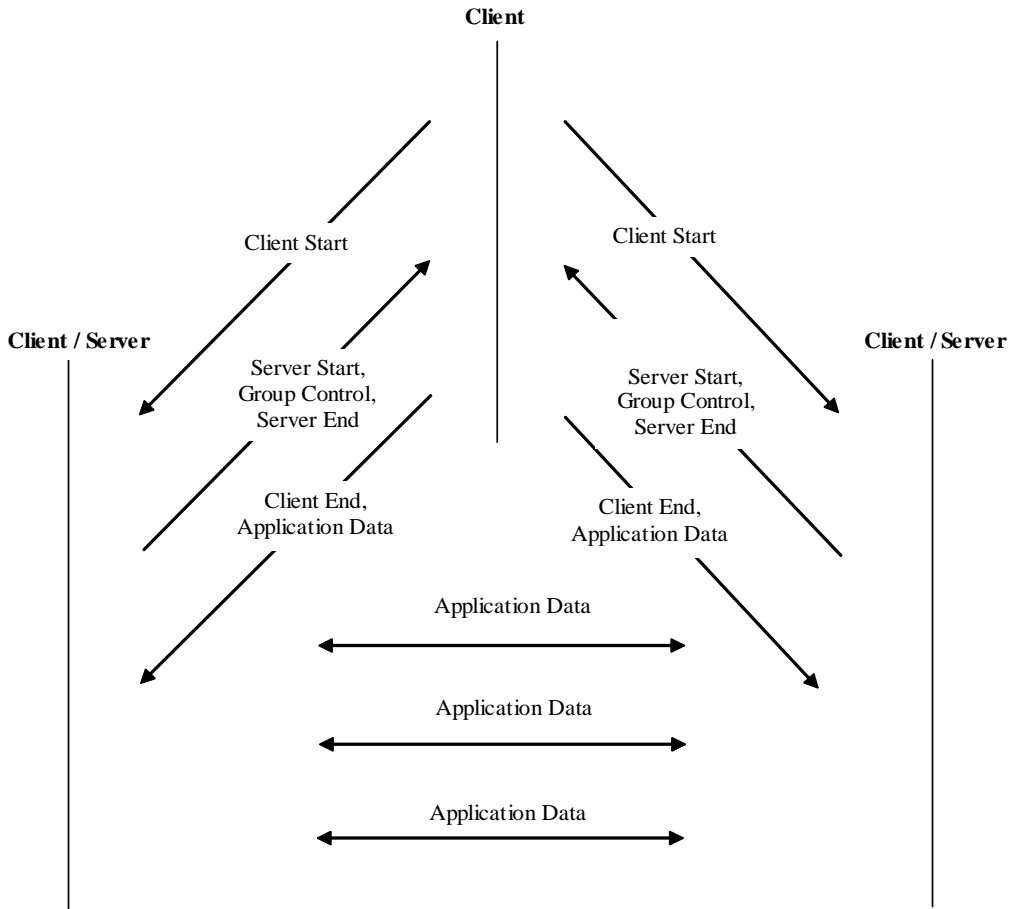 Client
Client Start
Client Start
Client / Server
Client / Server
Server Start,
Group Control,
Server End
Server Start,
Group Control,
Server End
Client End,
Application Data
Client End,
Application Data
Application Data
Application Data
Application Data